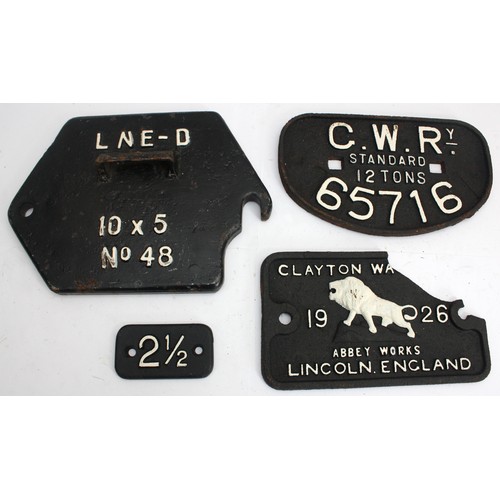 LNE-D
10 x 5
Nº 48
C.W.Rʸ.
STANDARD
12 TONS
65716
CLAYTON WA
19 26
ABBEY WORKS
LINCOLN. ENGLAND
2½